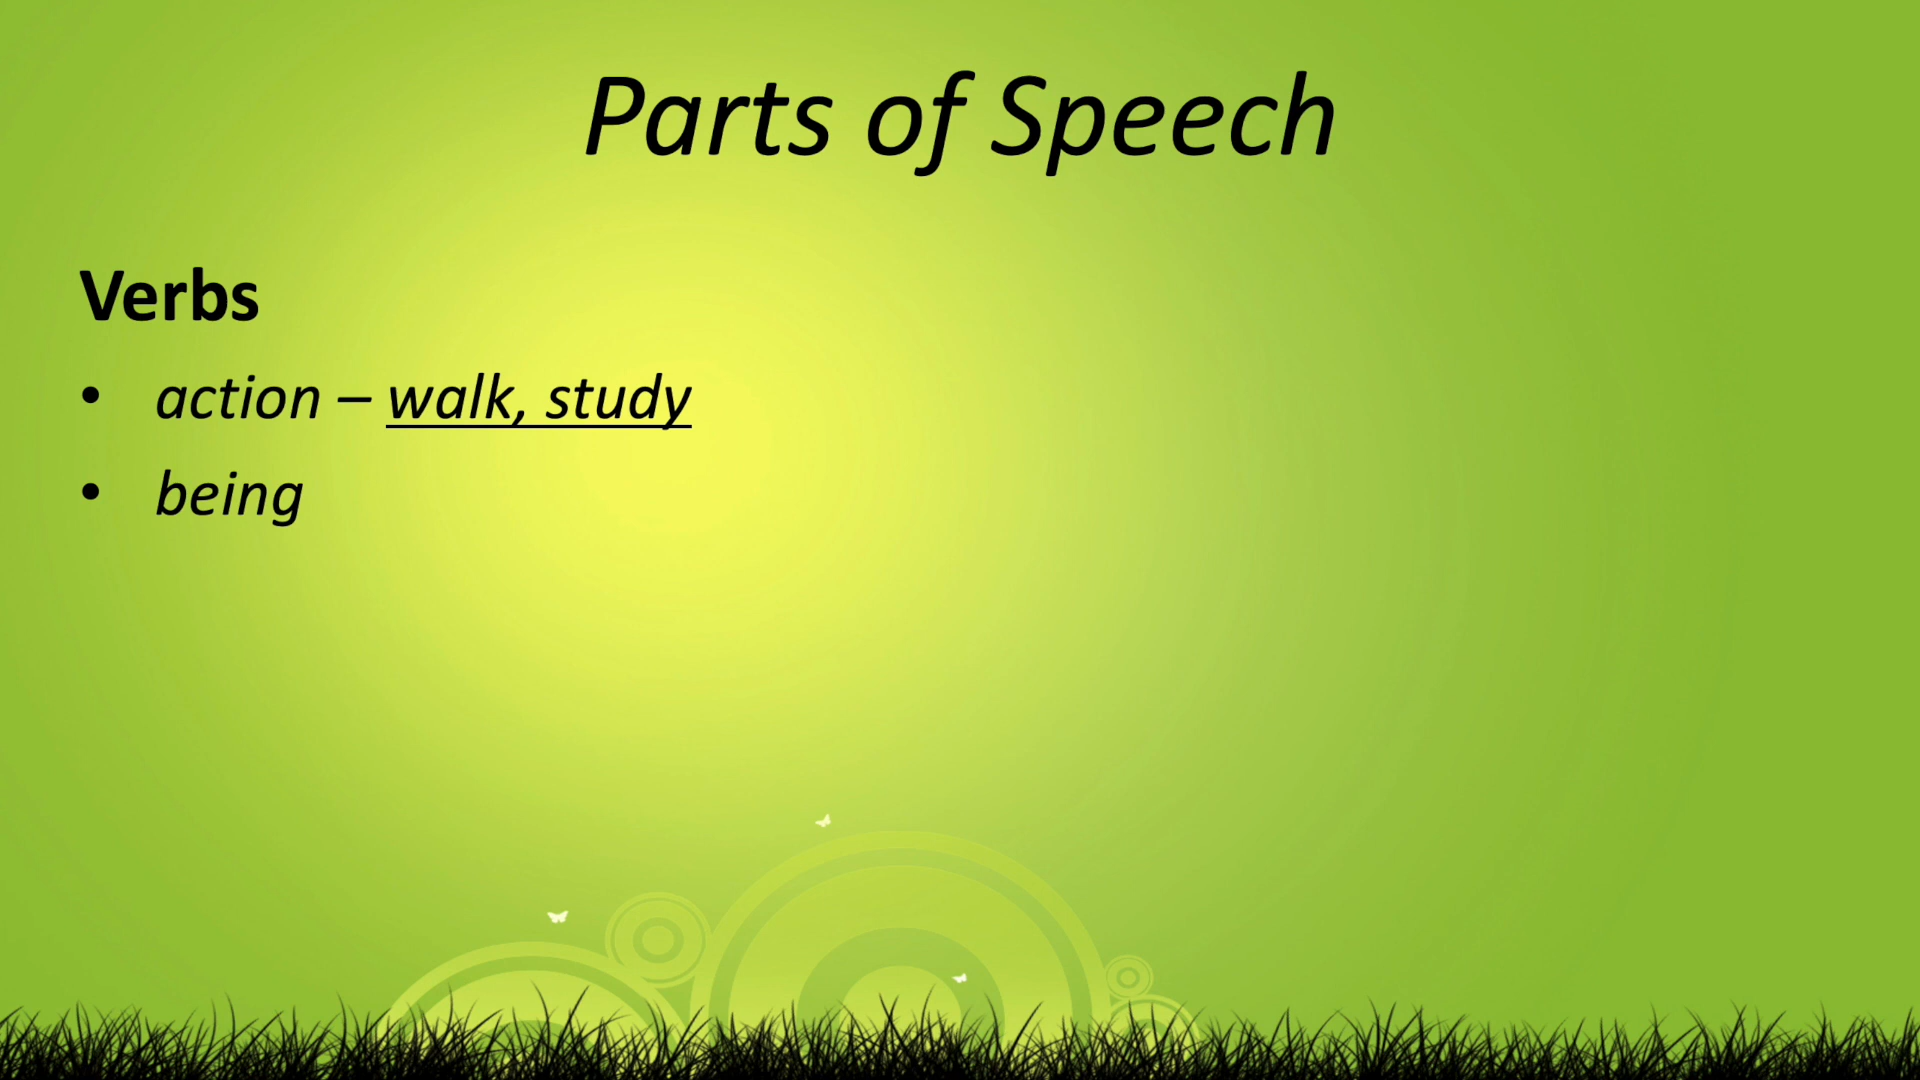 Parts of Speech
Verbs
• action – walk, study
• being